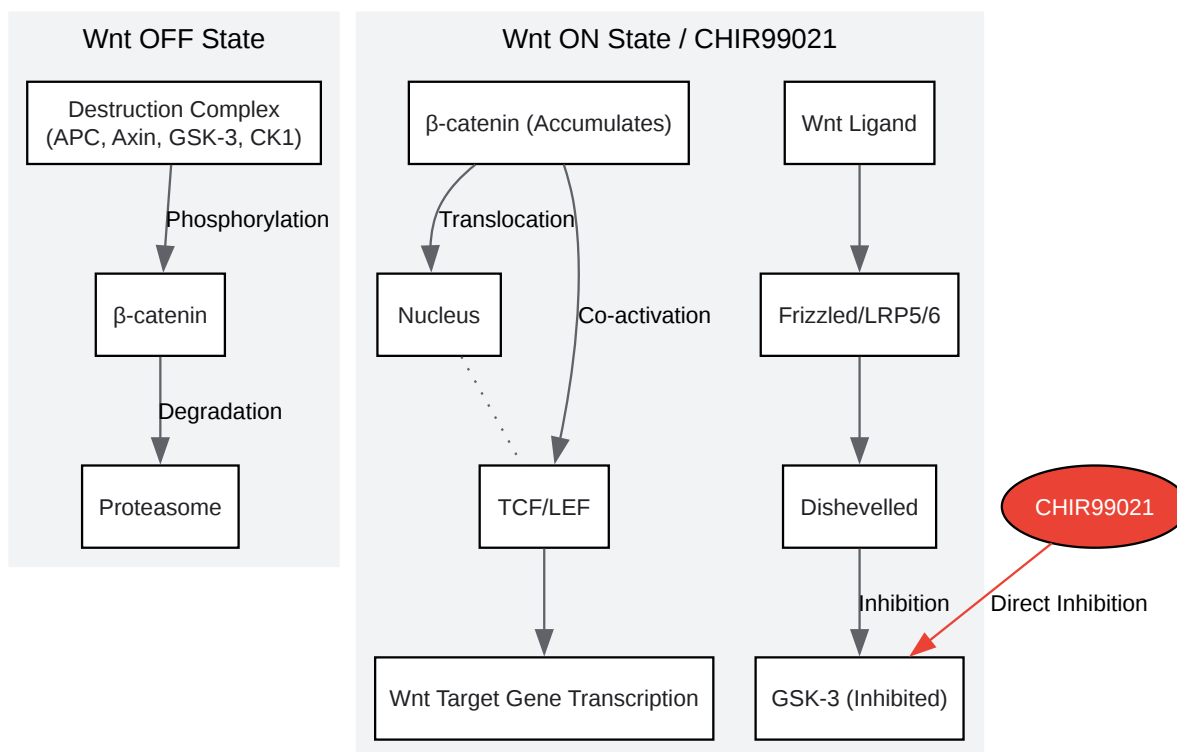 Wnt OFF State
Destruction Complex
(APC, Axin, GSK-3, CK1)
Phosphorylation
β-catenin
Degradation
Proteasome
Wnt ON State / CHIR99021
β-catenin (Accumulates)
Wnt Ligand
Translocation
Nucleus
Co-activation
Frizzled/LRP5/6
TCF/LEF
Dishevelled
CHIR99021
Inhibition
Direct Inhibition
Wnt Target Gene Transcription
GSK-3 (Inhibited)